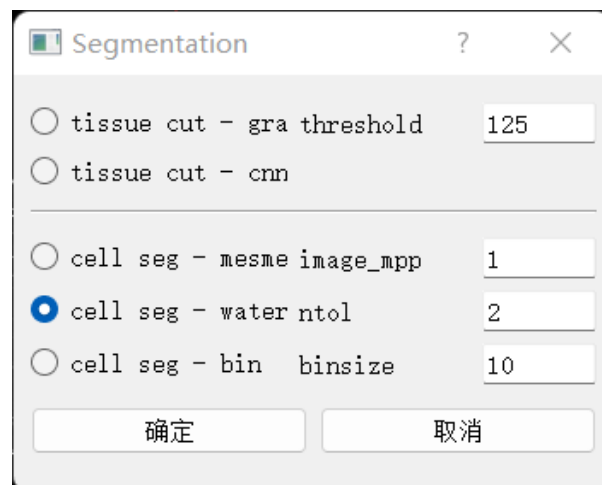 Segmentation ? ×
tissue cut - gra threshold 125
tissue cut - cnn
cell seg - mesme image_mpp 1
cell seg - water ntol 2
cell seg - bin binsize 10
确定 取消